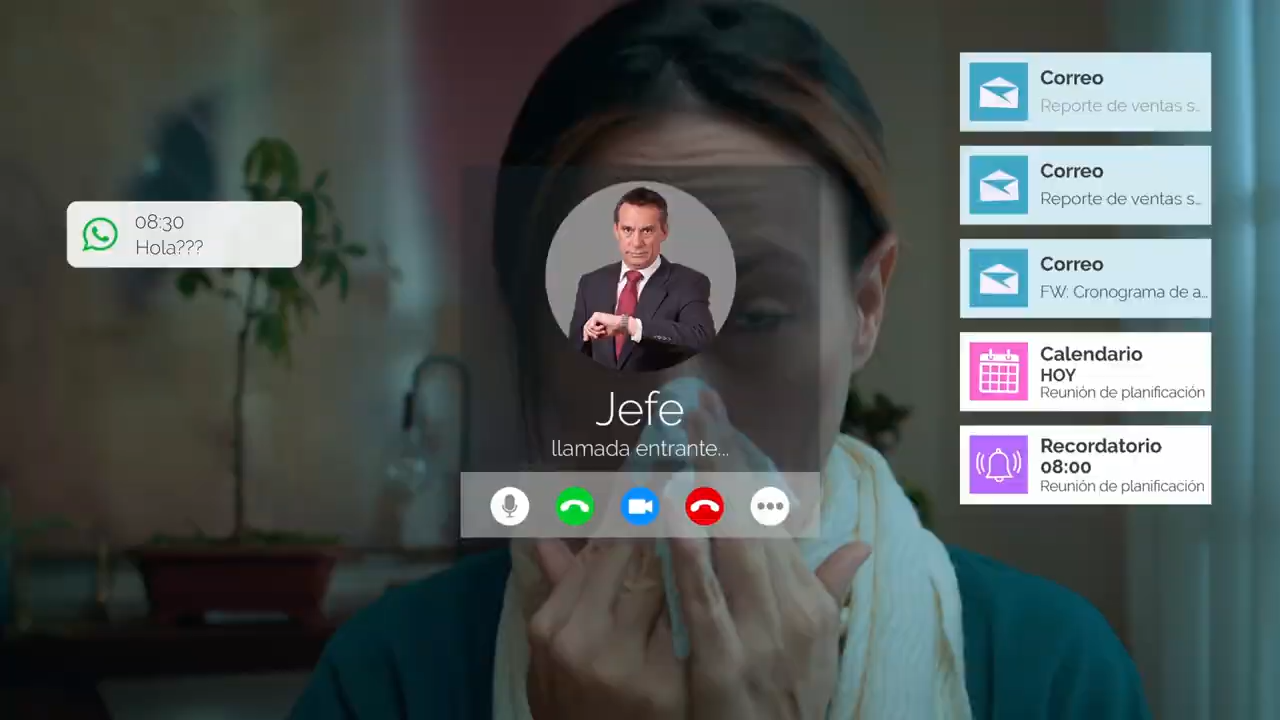 08:30
Hola???
Jefe
llamada entrante...
Correo
Reporte de ventas s...
Correo
Reporte de ventas s...
Correo
FW: Cronograma de a...
Calendario
HOY
Reunión de planificación
Recordatorio
08:00
Reunión de planificación